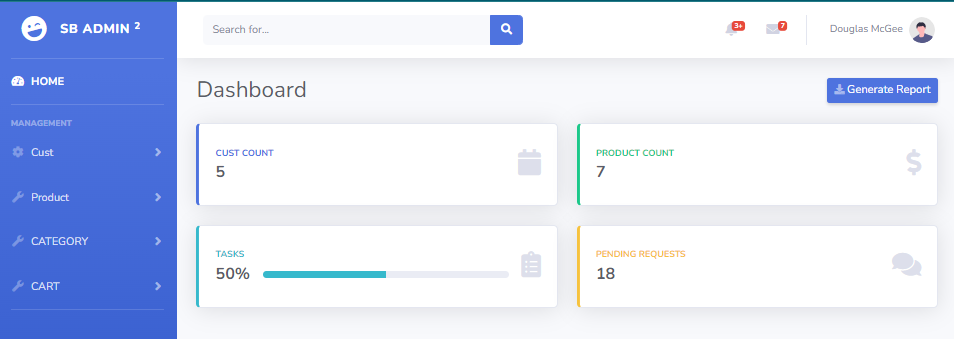 SB ADMIN 2
Search for...
3+
7
Douglas McGee
HOME
MANAGEMENT
Cust
Product
CATEGORY
CART
Dashboard
Generate Report
CUST COUNT
5
PRODUCT COUNT
7
TASKS
50%
PENDING REQUESTS
18